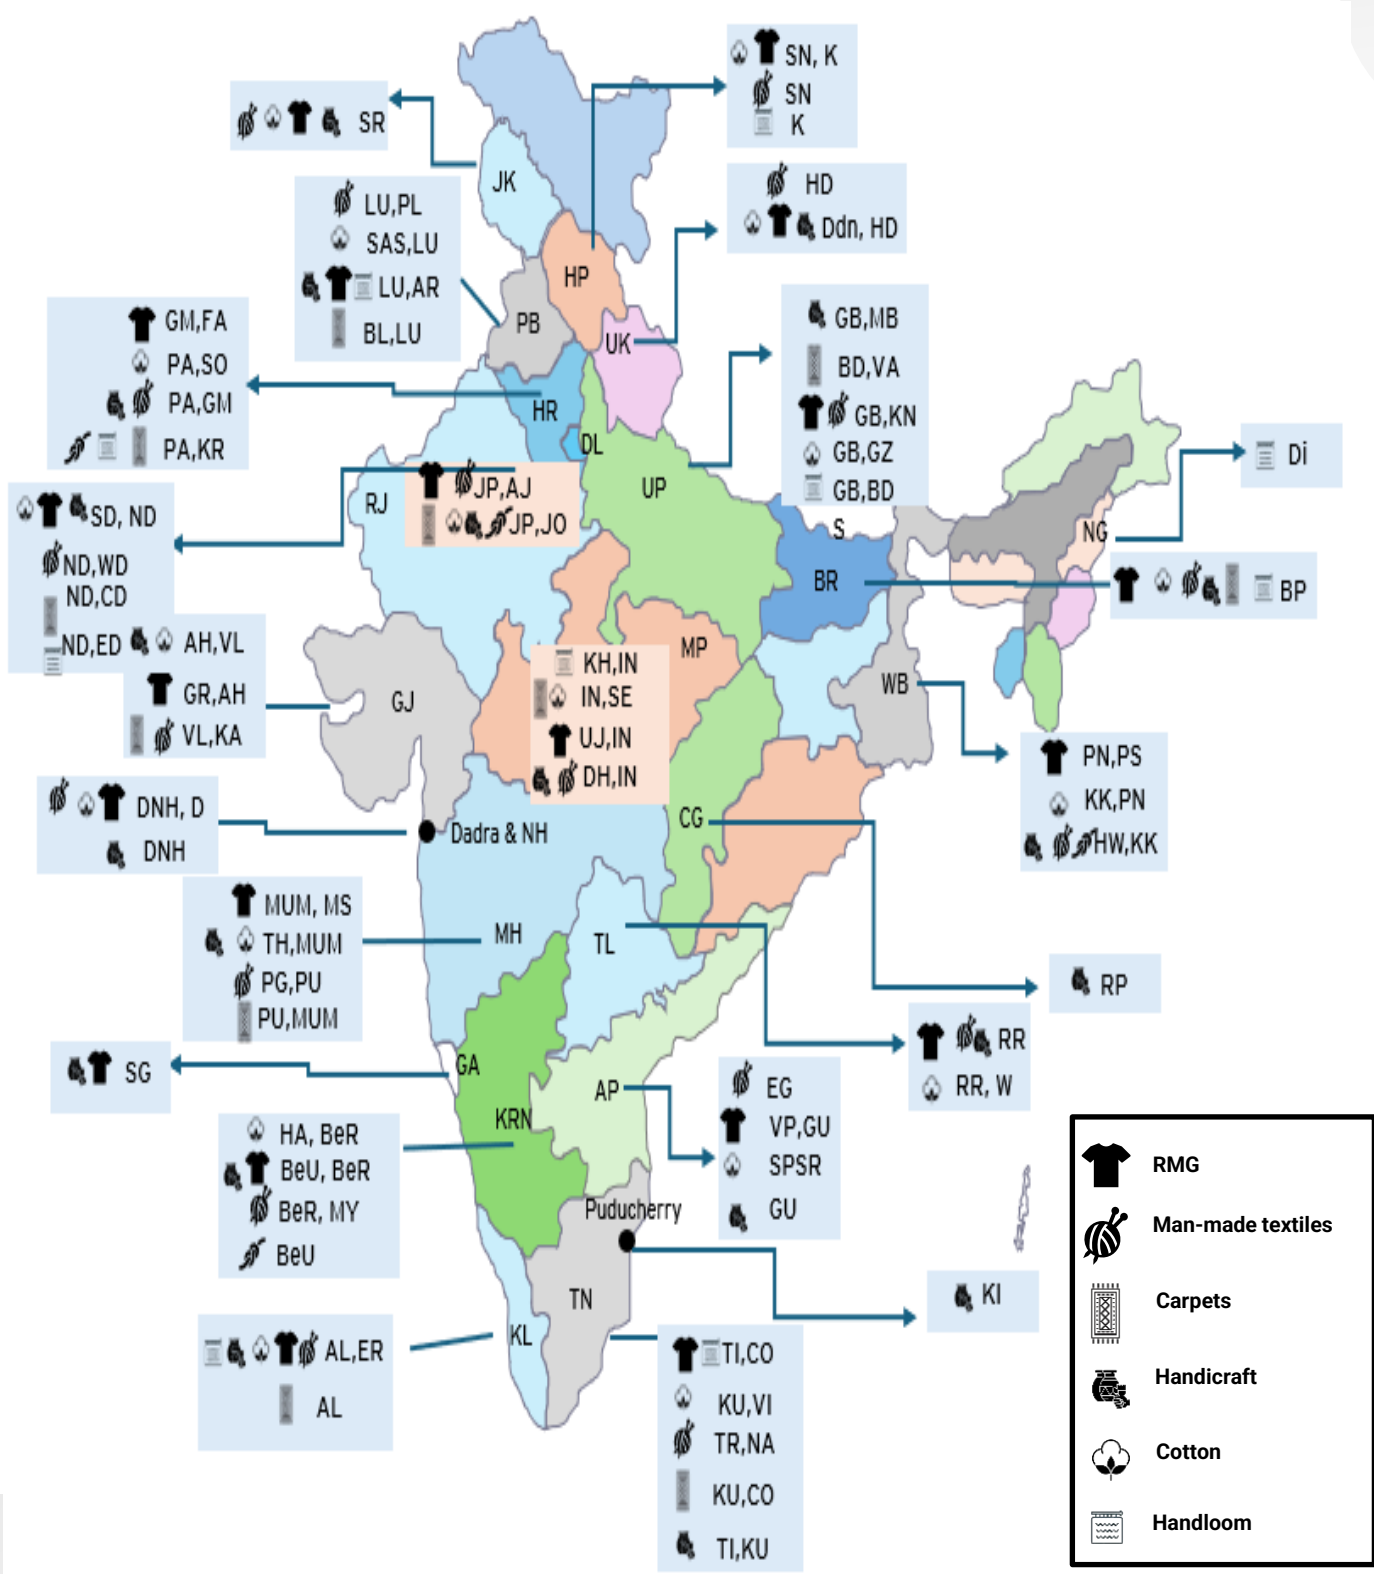 SN, K
SN
K
SR
JK
HD
Ddn, HD
LU,PL
SAS,LU
LU,AR
BL,LU
HP
PB
UK
GM,FA
PA,SO
PA,GM
PA,KR
GB,MB
BD,VA
GB,KN
GB,GZ
GB,BD
HR
DL
UP
RJ
JP,AJ
JP,JO
Di
S
NG
BR
BP
SD, ND
ND,WD
ND,CD
ND,ED
AH,VL
GR,AH
VL,KA
GJ
MP
KH,IN
IN,SE
UJ,IN
DH,IN
WB
PN,PS
KK,PN
HW,KK
DNH, D
DNH
Dadra & NH
CG
MUM, MS
TH,MUM
PG,PU
PU,MUM
MH
TL
RP
RR
RR, W
SG
GA
AP
EG
VP,GU
SPSR
GU
KRN
HA, BeR
BeU, BeR
BeR, MY
BeU
Puducherry
KI
TN
KL
AL,ER
AL
TI,CO
KU,VI
TR,NA
KU,CO
TI,KU
RMG
Man-made textiles
Carpets
Handicraft
Cotton
Handloom